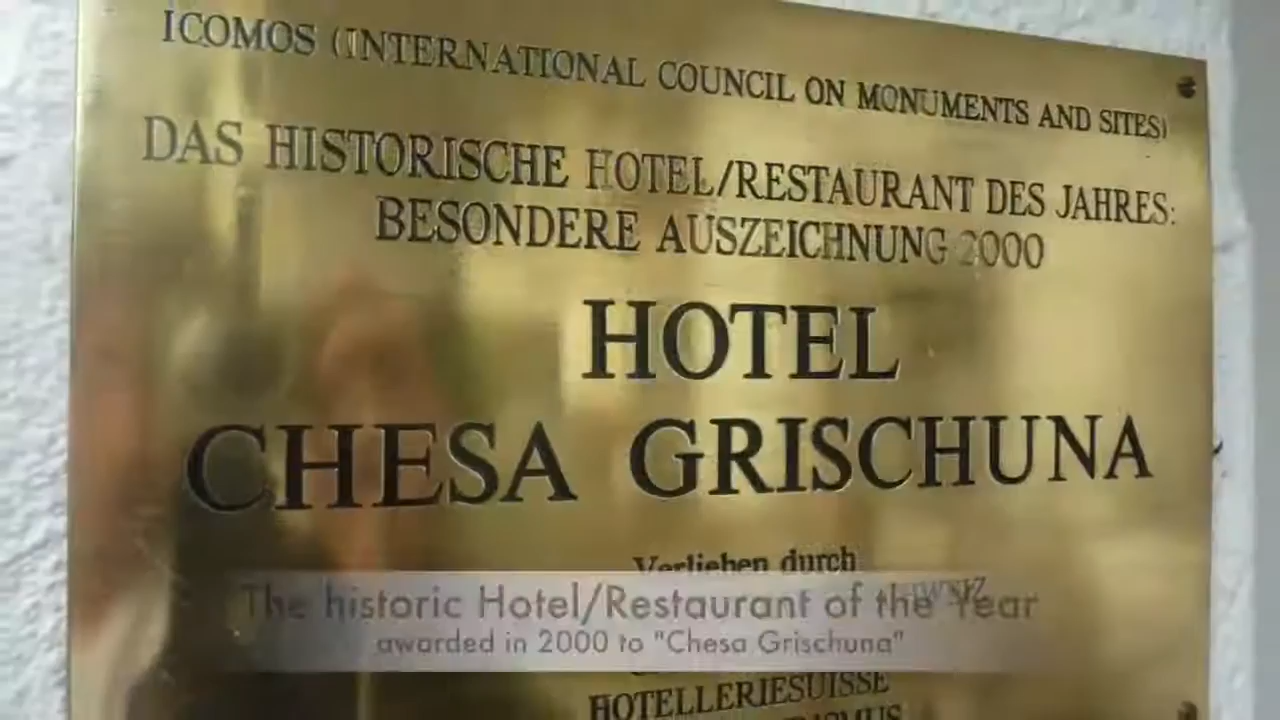 ICOMOS (INTERNATIONAL COUNCIL ON MONUMENTS AND SITES)
DAS HISTORISCHE HOTEL/RESTAURANT DES JAHRES:
BESONDERE AUSZEICHNUNG 2000
HOTEL
CHESA GRISCHUNA
Verliehen durch
The historic Hotel/Restaurant of the Year
awarded in 2000 to "Chesa Grischuna"
HOTELLERIESUISSE